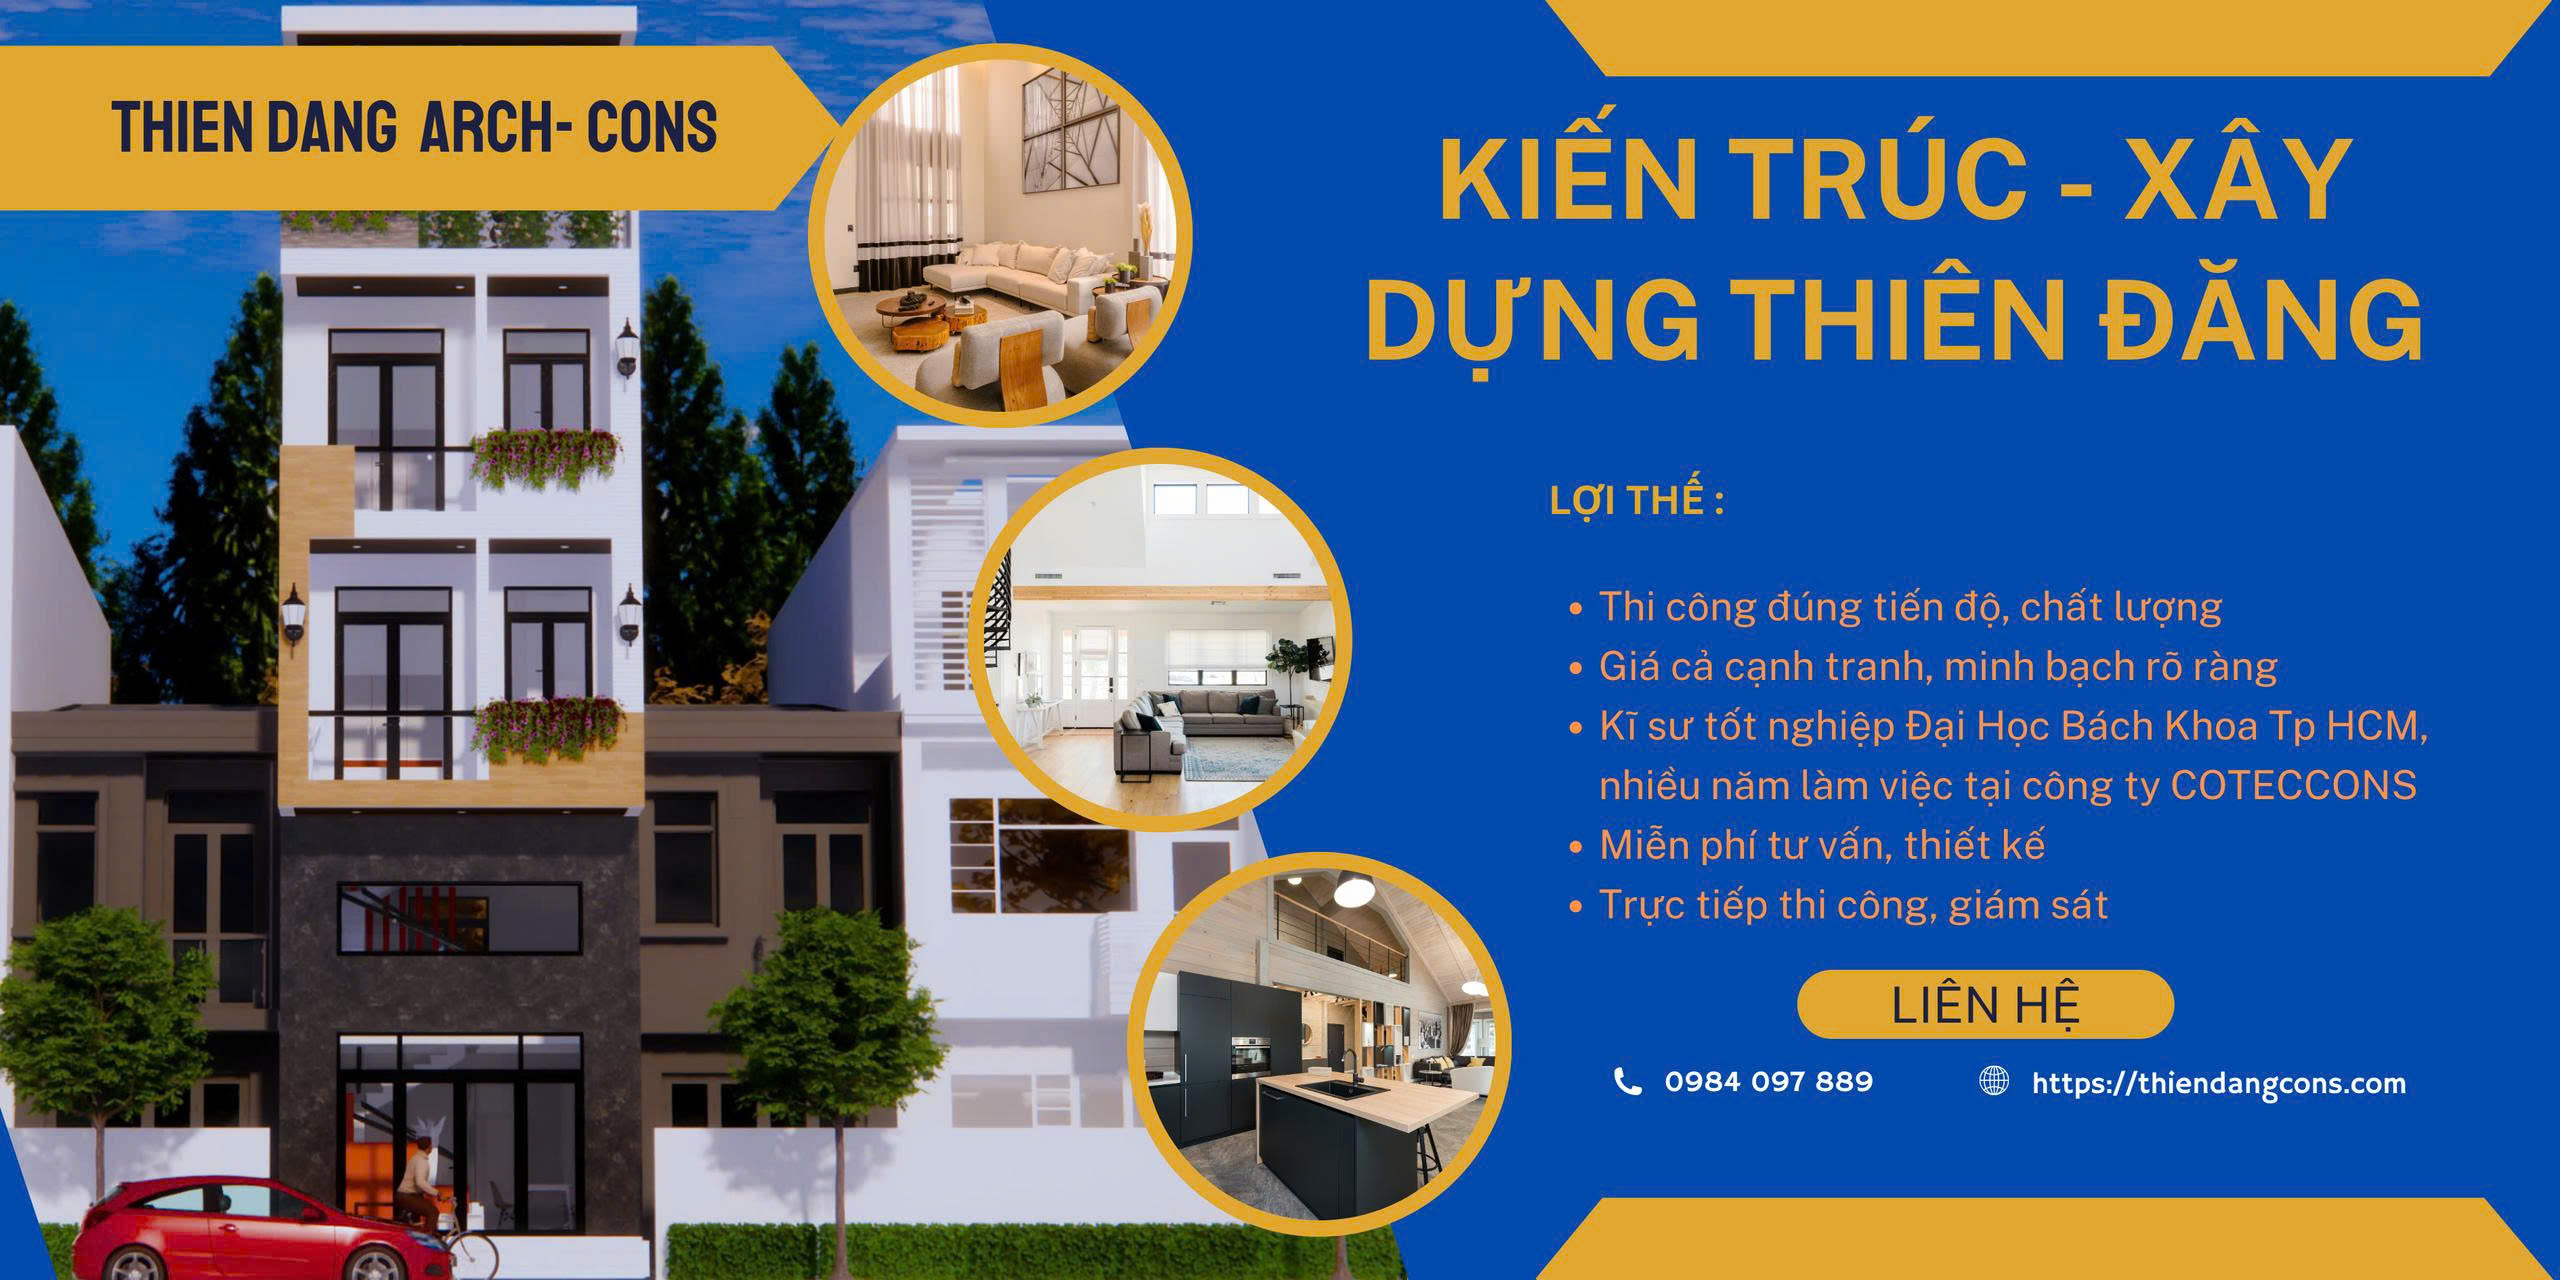 THIEN DANG ARCH- CONS
KIẾN TRÚC - XÂY
DỰNG THIÊN ĐĂNG
LỢI THẾ :
• Thi công đúng tiến độ, chất lượng
• Giá cả cạnh tranh, minh bạch rõ ràng
• Kĩ sư tốt nghiệp Đại Học Bách Khoa Tp HCM,
nhiều năm làm việc tại công ty COTECCONS
• Miễn phí tư vấn, thiết kế
• Trực tiếp thi công, giám sát
LIÊN HỆ
0984 097 889
https://thiendangcons.com